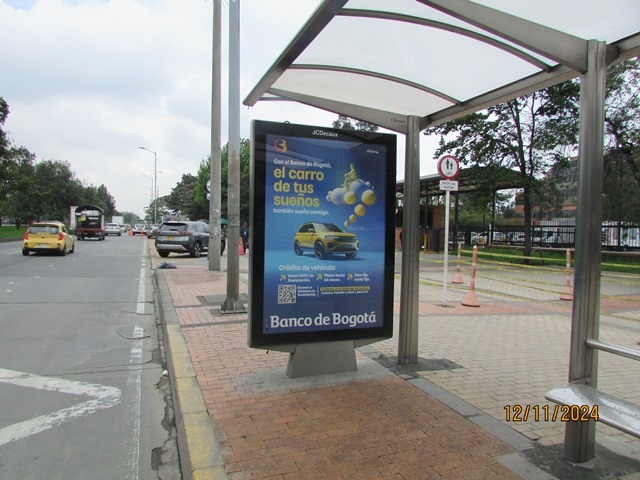 JCDecaux
Con el Banco de Bogotá,
el carro
de tus
sueños
también sueña contigo.
Crédito de vehículo:
Banco de Bogotá
12/11/2024